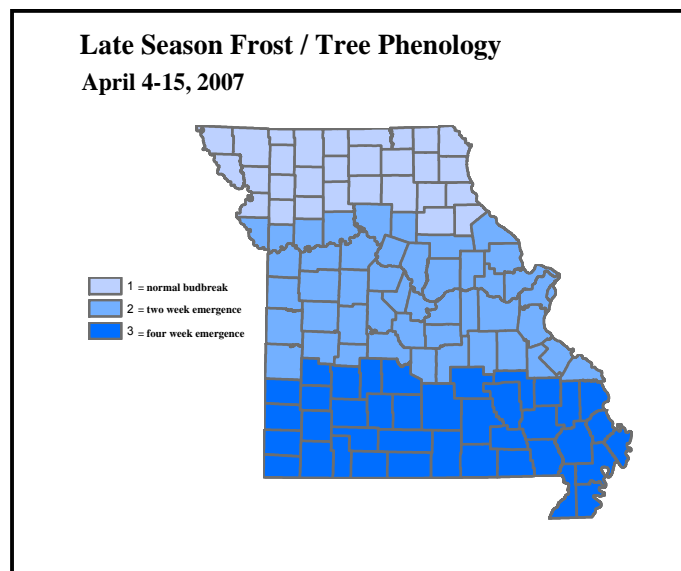 Late Season Frost / Tree Phenology
April 4-15, 2007
1 = normal budbreak
2 = two week emergence
3 = four week emergence